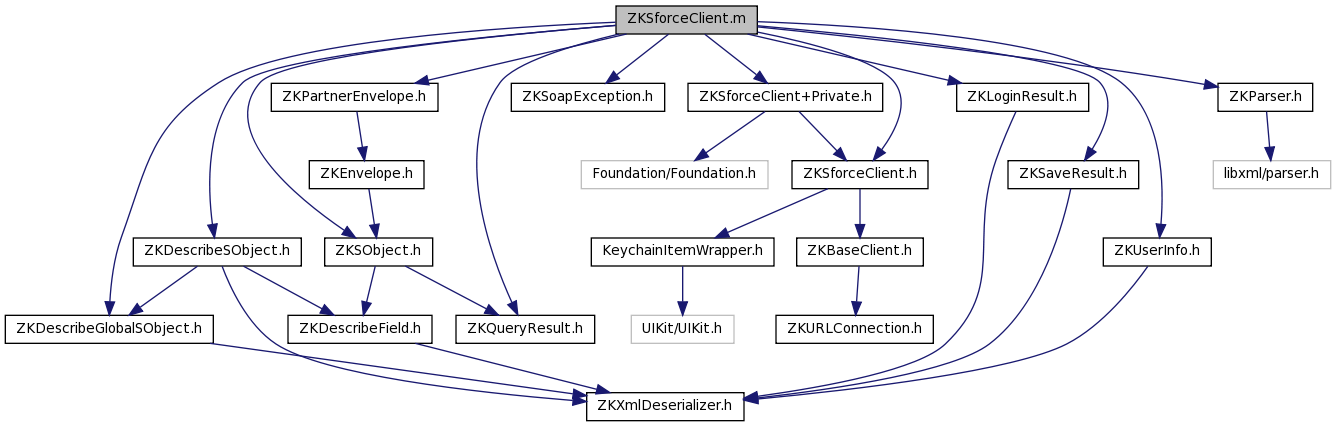 ZKSforceClient.m
ZKPartnerEnvelope.h
ZKSoapException.h
ZKSforceClient+Private.h
ZKLoginResult.h
ZKParser.h
ZKEnvelope.h
Foundation/Foundation.h
ZKSforceClient.h
ZKSaveResult.h
libxml/parser.h
ZKDescribeSObject.h
ZKSObject.h
KeychainItemWrapper.h
ZKBaseClient.h
ZKUserInfo.h
ZKDescribeGlobalSObject.h
ZKDescribeField.h
ZKQueryResult.h
UIKit/UIKit.h
ZKURLConnection.h
ZKXmlDeserializer.h